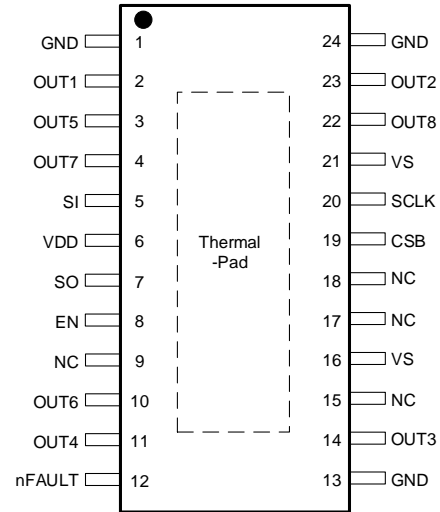 GND 1 24 GND
OUT1 2 23 OUT2
OUT5 3 22 OUT8
OUT7 4 21 VS
SI 5 20 SCLK
VDD 6 19 CSB
Thermal
-Pad
SO 7 18 NC
EN 8 17 NC
NC 9 16 VS
OUT6 10 15 NC
OUT4 11 14 OUT3
nFAULT 12 13 GND